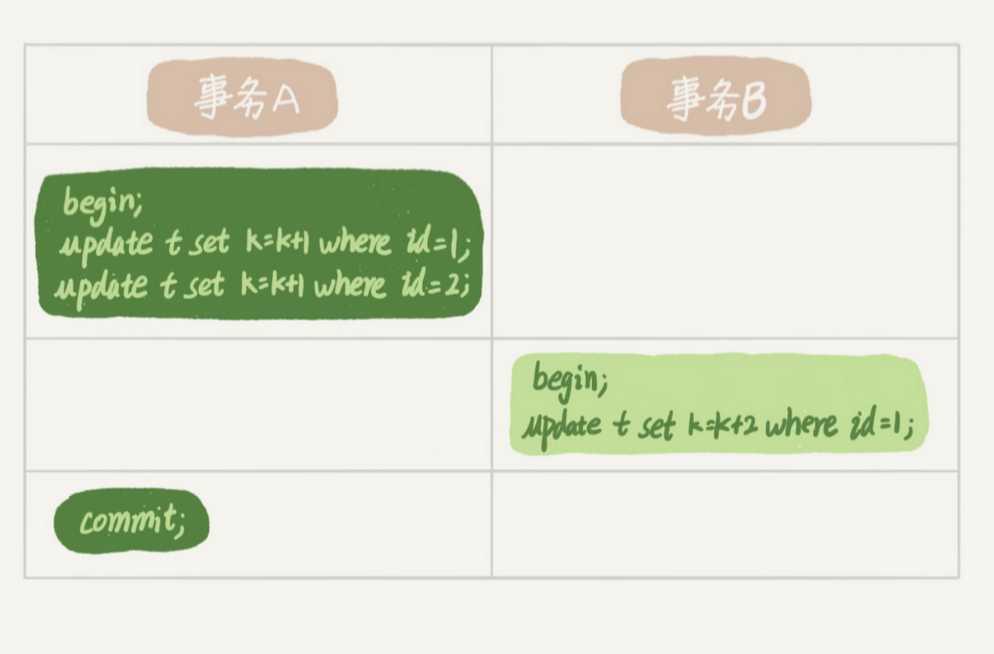 事务A
事务B
begin;
update t set k=k+1 where id=1;
update t set k=k+1 where id=2;
begin;
update t set k=k+2 where id=1;
commit;